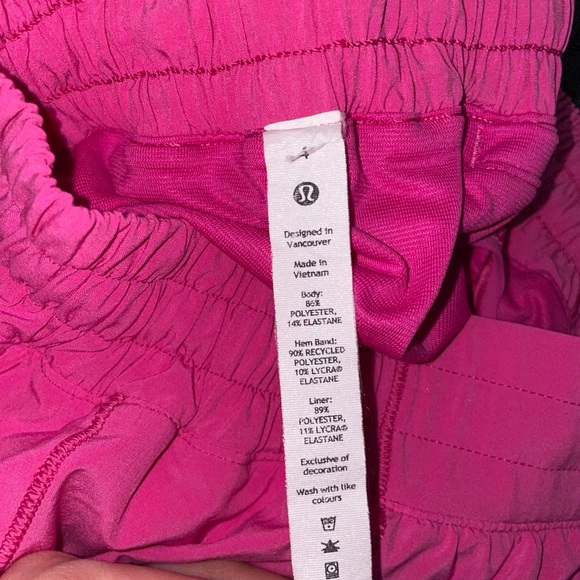 4
Designed in
Vancouver
Made in
Vietnam
Body:
86%
POLYESTER,
14% ELASTANE
Hem Band:
90% RECYCLED
POLYESTER,
10% LYCRA®
ELASTANE
Liner:
89%
POLYESTER,
11% LYCRA®
ELASTANE
Exclusive of
decoration
Wash with like
colours